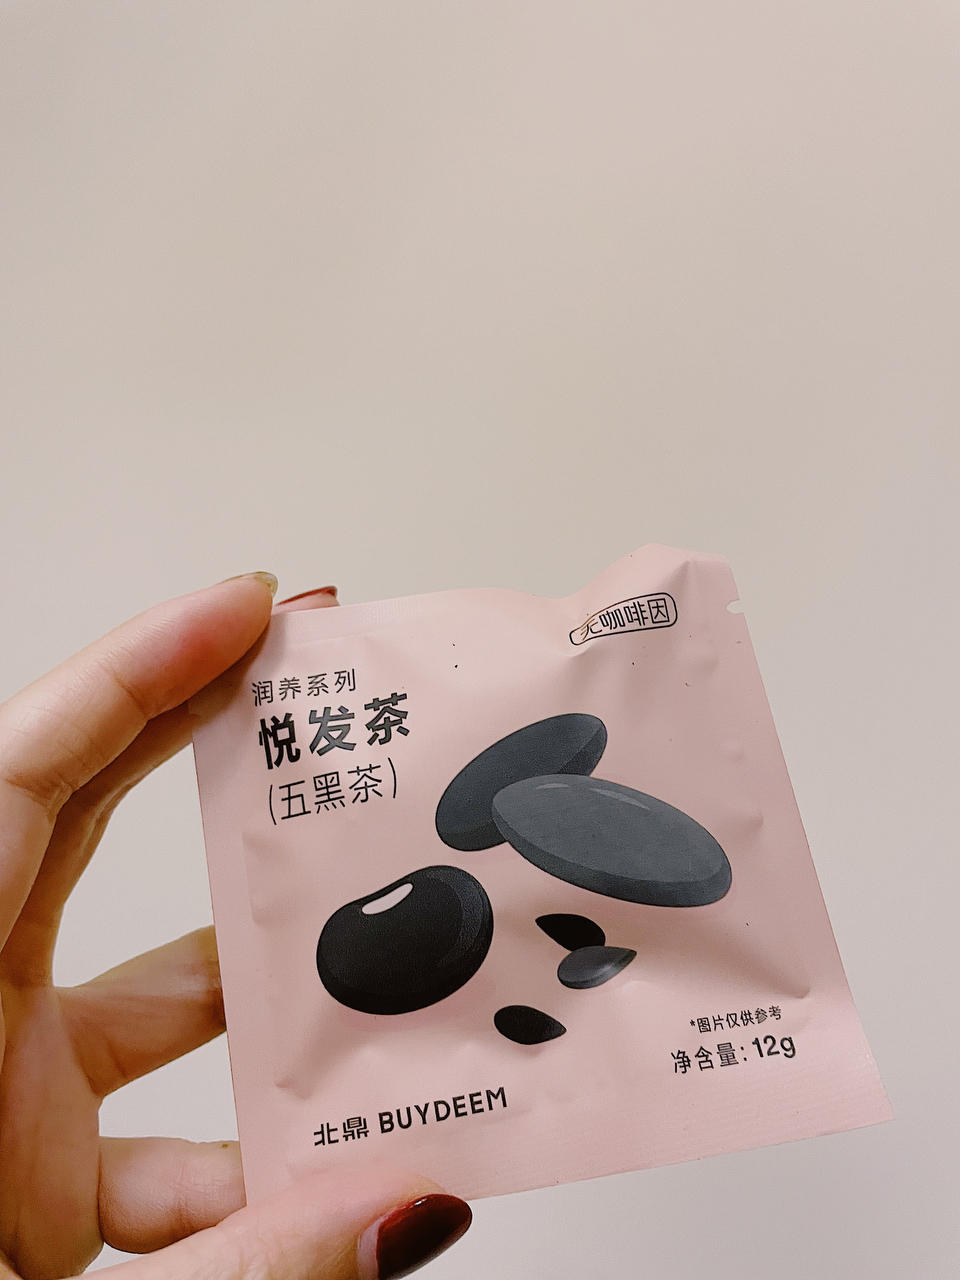 无咖啡因
润养系列
悦发茶
(五黑茶)
*图片仅供参考
净含量:12g
北鼎 BUYDEEM